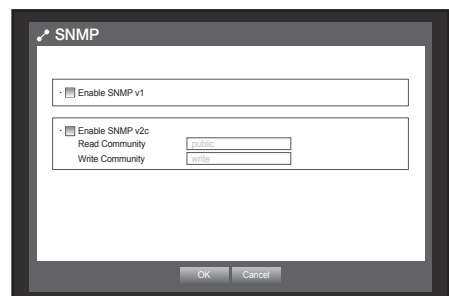 SNMP
· Enable SNMP v1
· Enable SNMP v2c
Read Community public
Write Community write
OK Cancel